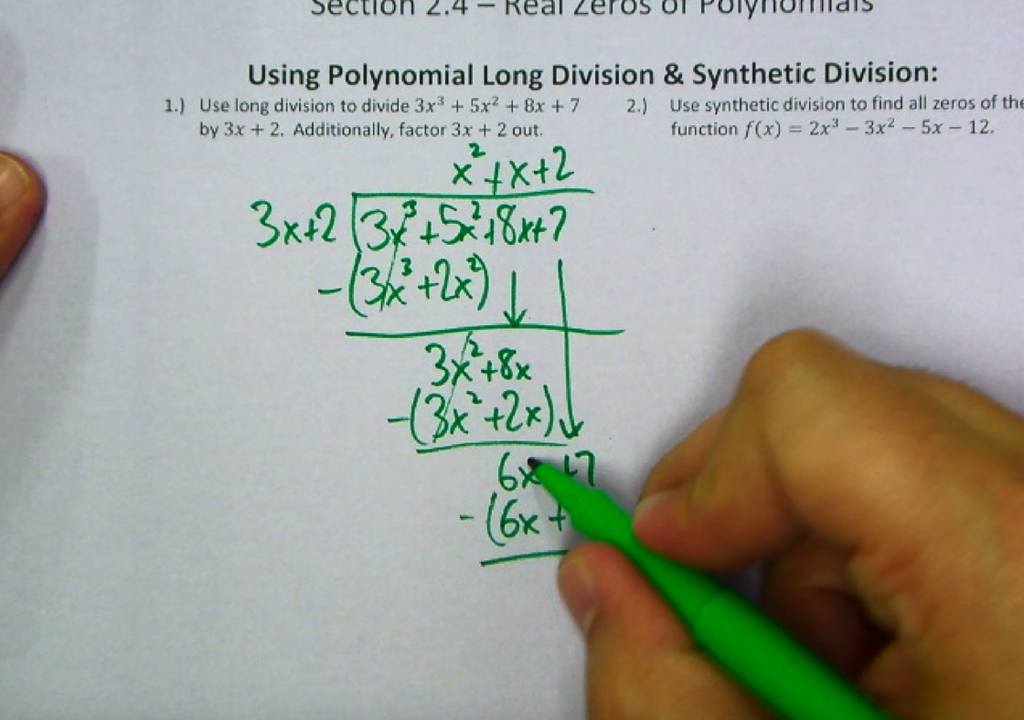 Section 2.4 – Real Zeros of Polynomials
Using Polynomial Long Division & Synthetic Division:
1.) Use long division to divide 3x³ + 5x² + 8x + 7
by 3x + 2. Additionally, factor 3x + 2 out.
2.) Use synthetic division to find all zeros of the
function f(x) = 2x³ − 3x² − 5x − 12.
x²+x+2
3x+2 3x³+5x²+8x+7
-(3x³+2x²)
3x²+8x
-(3x²+2x)
6x+7
-(6x+